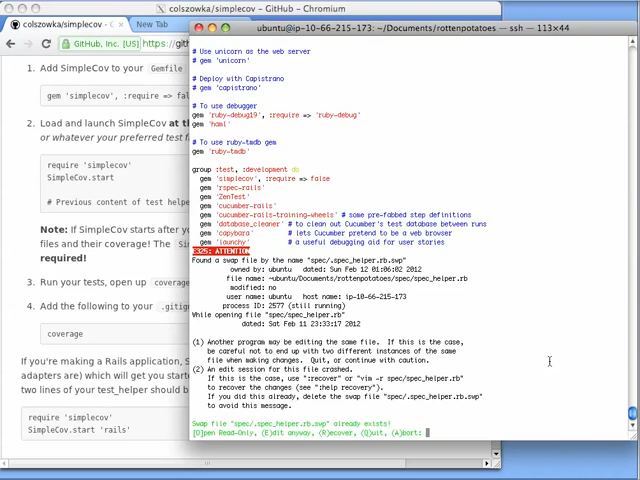 colszowka/simplecov - GitHub - Chromium
colszowka/simplecov · G
New Tab
GitHub, Inc. [US]
https://gith
1. Add SimpleCov to your Gemfile
gem 'simplecov', :require => fal
2. Load and launch SimpleCov at th
or whatever your preferred test f
require 'simplecov'
SimpleCov.start
# Previous content of test helpe
Note: If SimpleCov starts after yo
files and their coverage! The Si
required!
3. Run your tests, open up coverage
4. Add the following to your .gitign
coverage
If you're making a Rails application, S
adapters are) which will get you starte
two lines of your test_helper should b
require 'simplecov'
SimpleCov.start 'rails'
ubuntu@ip-10-66-215-173: ~/Documents/rottenpotatoes — ssh — 113×44
# Use unicorn as the web server
# gem 'unicorn'
# Deploy with Capistrano
# gem 'capistrano'
# To use debugger
gem 'ruby-debug19', :require => 'ruby-debug'
gem 'haml'
# To use ruby-tmdb gem
gem 'ruby-tmdb'
group :test, :development do
gem 'simplecov', :require => false
gem 'rspec-rails'
gem 'ZenTest'
gem 'cucumber-rails'
gem 'cucumber-rails-training-wheels' # some pre-fabbed step definitions
gem 'database_cleaner' # to clean out Cucumber's test database between runs
gem 'capybara' # lets Cucumber pretend to be a web browser
gem 'launchy' # a useful debugging aid for user stories
E325: ATTENTION
Found a swap file by the name "spec/.spec_helper.rb.swp"
owned by: ubuntu dated: Sun Feb 12 01:06:02 2012
file name: ~ubuntu/Documents/rottenpotatoes/spec/spec_helper.rb
modified: no
user name: ubuntu host name: ip-10-66-215-173
process ID: 2577 (still running)
While opening file "spec/spec_helper.rb"
dated: Sat Feb 11 23:33:17 2012
(1) Another program may be editing the same file. If this is the case,
be careful not to end up with two different instances of the same
file when making changes. Quit, or continue with caution.
(2) An edit session for this file crashed.
If this is the case, use ":recover" or "vim -r spec/spec_helper.rb"
to recover the changes (see ":help recovery").
If you did this already, delete the swap file "spec/.spec_helper.rb.swp"
to avoid this message.
Swap file "spec/.spec_helper.rb.swp" already exists!
[O]pen Read-Only, (E)dit anyway, (R)ecover, (Q)uit, (A)bort: